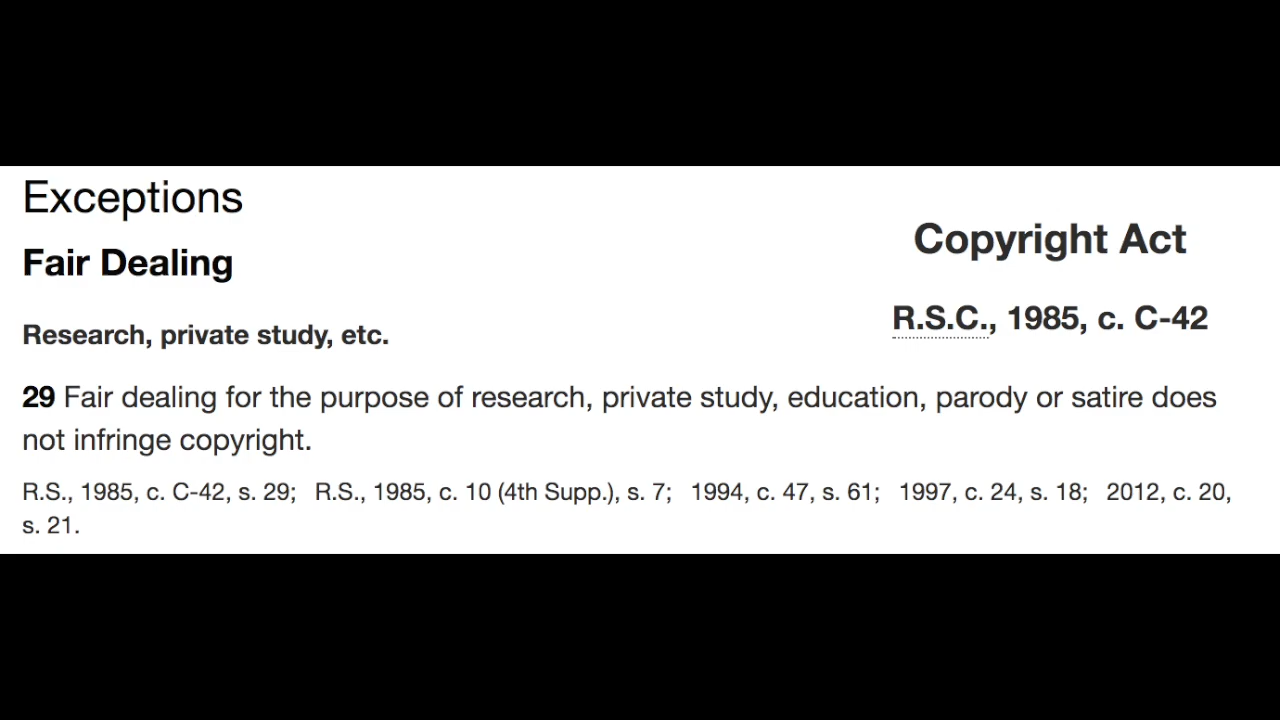 Exceptions
Fair Dealing
Research, private study, etc.
29 Fair dealing for the purpose of research, private study, education, parody or satire does
not infringe copyright.
R.S., 1985, c. C-42, s. 29; R.S., 1985, c. 10 (4th Supp.), s. 7; 1994, c. 47, s. 61; 1997, c. 24, s. 18; 2012, c. 20,
s. 21.
Copyright Act
R.S.C., 1985, c. C-42